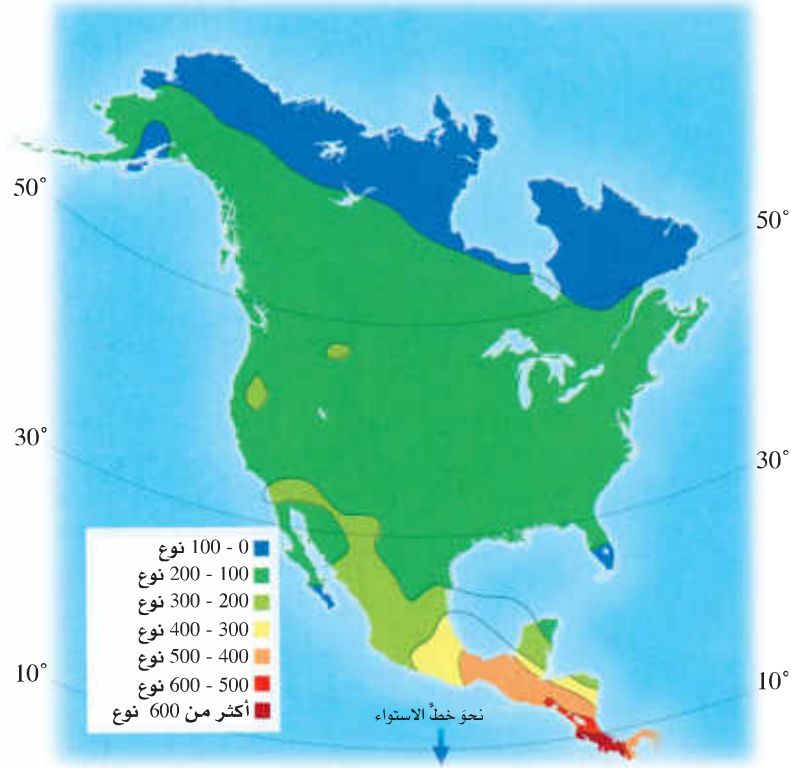 50°
50°
30°
30°
10°
10°
0 - 100 نوع
100 - 200 نوع
200 - 300 نوع
300 - 400 نوع
400 - 500 نوع
500 - 600 نوع
أكثر من 600 نوع
نحوَ خطِّ الاستواء